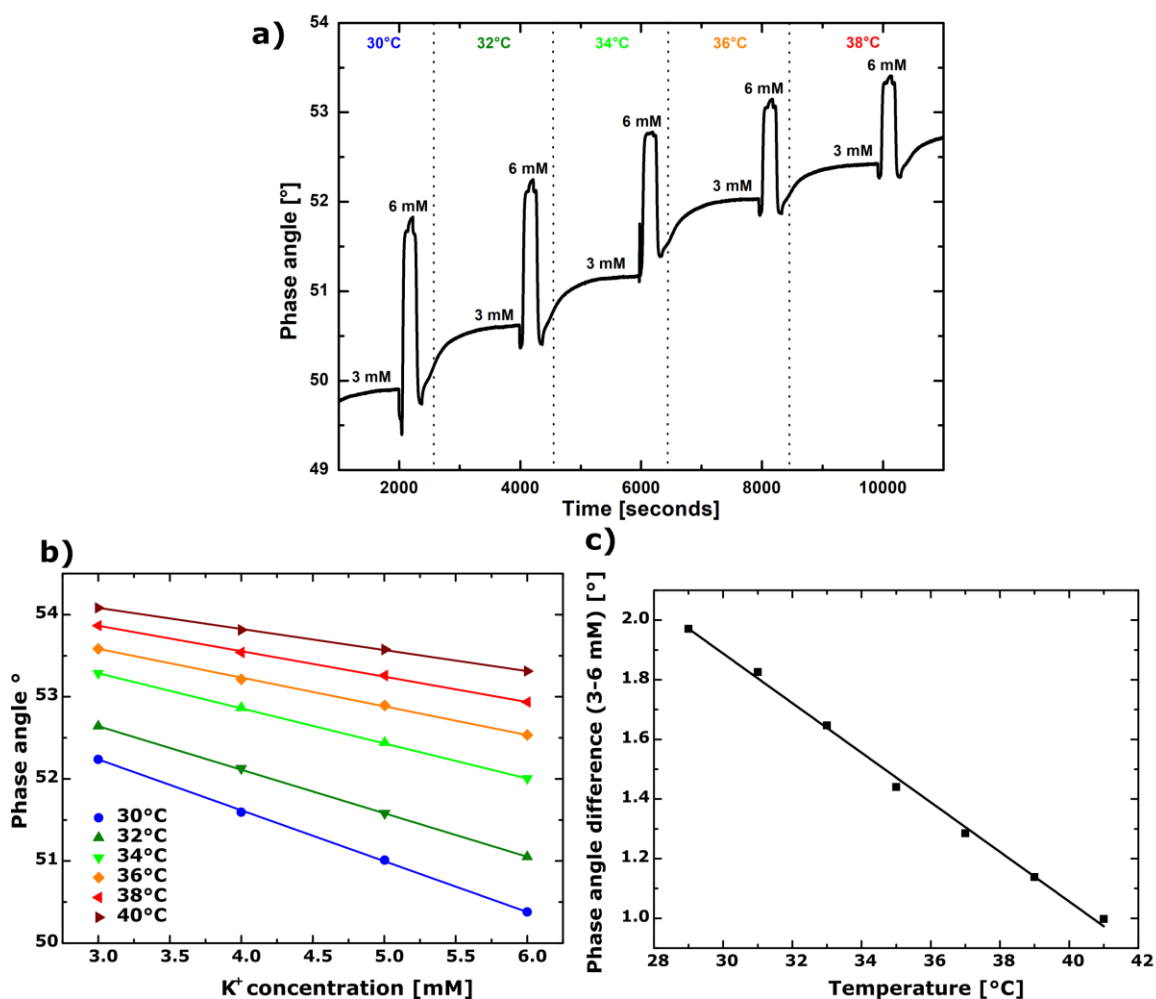 a)
30°C 32°C 34°C 36°C 38°C
54
53
52
51
50
49
Phase angle [°]
3 mM
6 mM
3 mM
6 mM
3 mM
6 mM
3 mM
6 mM
3 mM
6 mM
2000 4000 6000 8000 10000
Time [seconds]
b)
54
53
52
51
50
Phase angle °
30°C
32°C
34°C
36°C
38°C
40°C
3.0 3.5 4.0 4.5 5.0 5.5 6.0
K⁺ concentration [mM]
c)
2.0
1.8
1.6
1.4
1.2
1.0
Phase angle difference (3-6 mM) [°]
28 30 32 34 36 38 40 42
Temperature [°C]